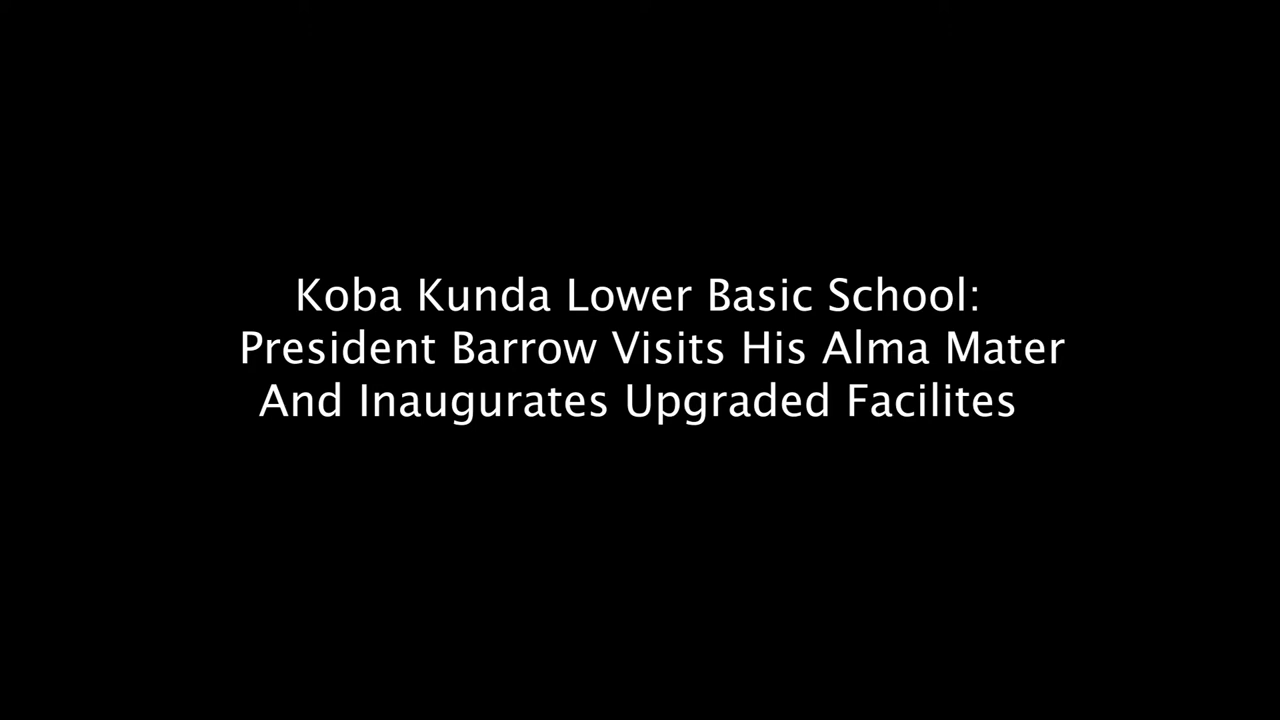 Koba Kunda Lower Basic School:
President Barrow Visits His Alma Mater
And Inaugurates Upgraded Facilites